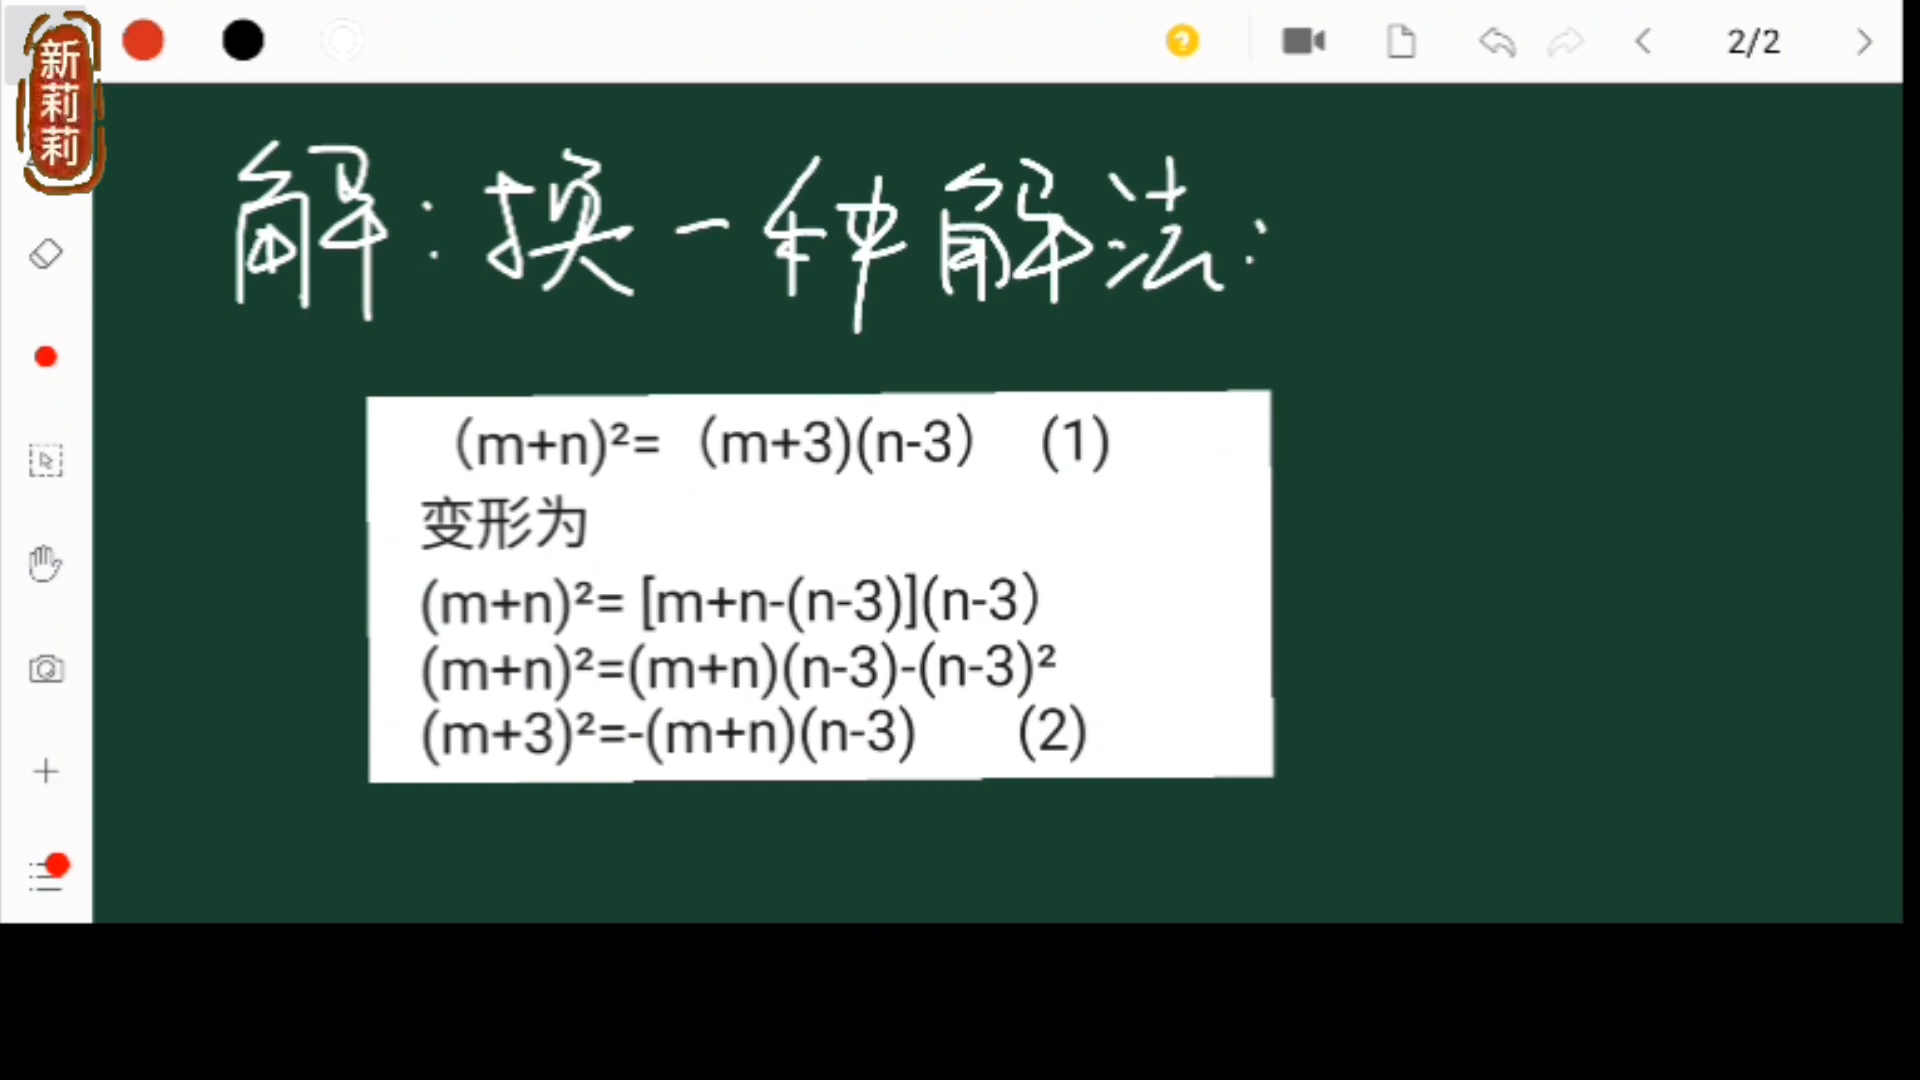 新莉莉
2/2
解:换一种解法:
（m+n)²=（m+3)(n-3） (1)
变形为
(m+n)²= [m+n-(n-3)](n-3）
(m+n)²=(m+n)(n-3)-(n-3)²
(m+3)²=-(m+n)(n-3) (2)